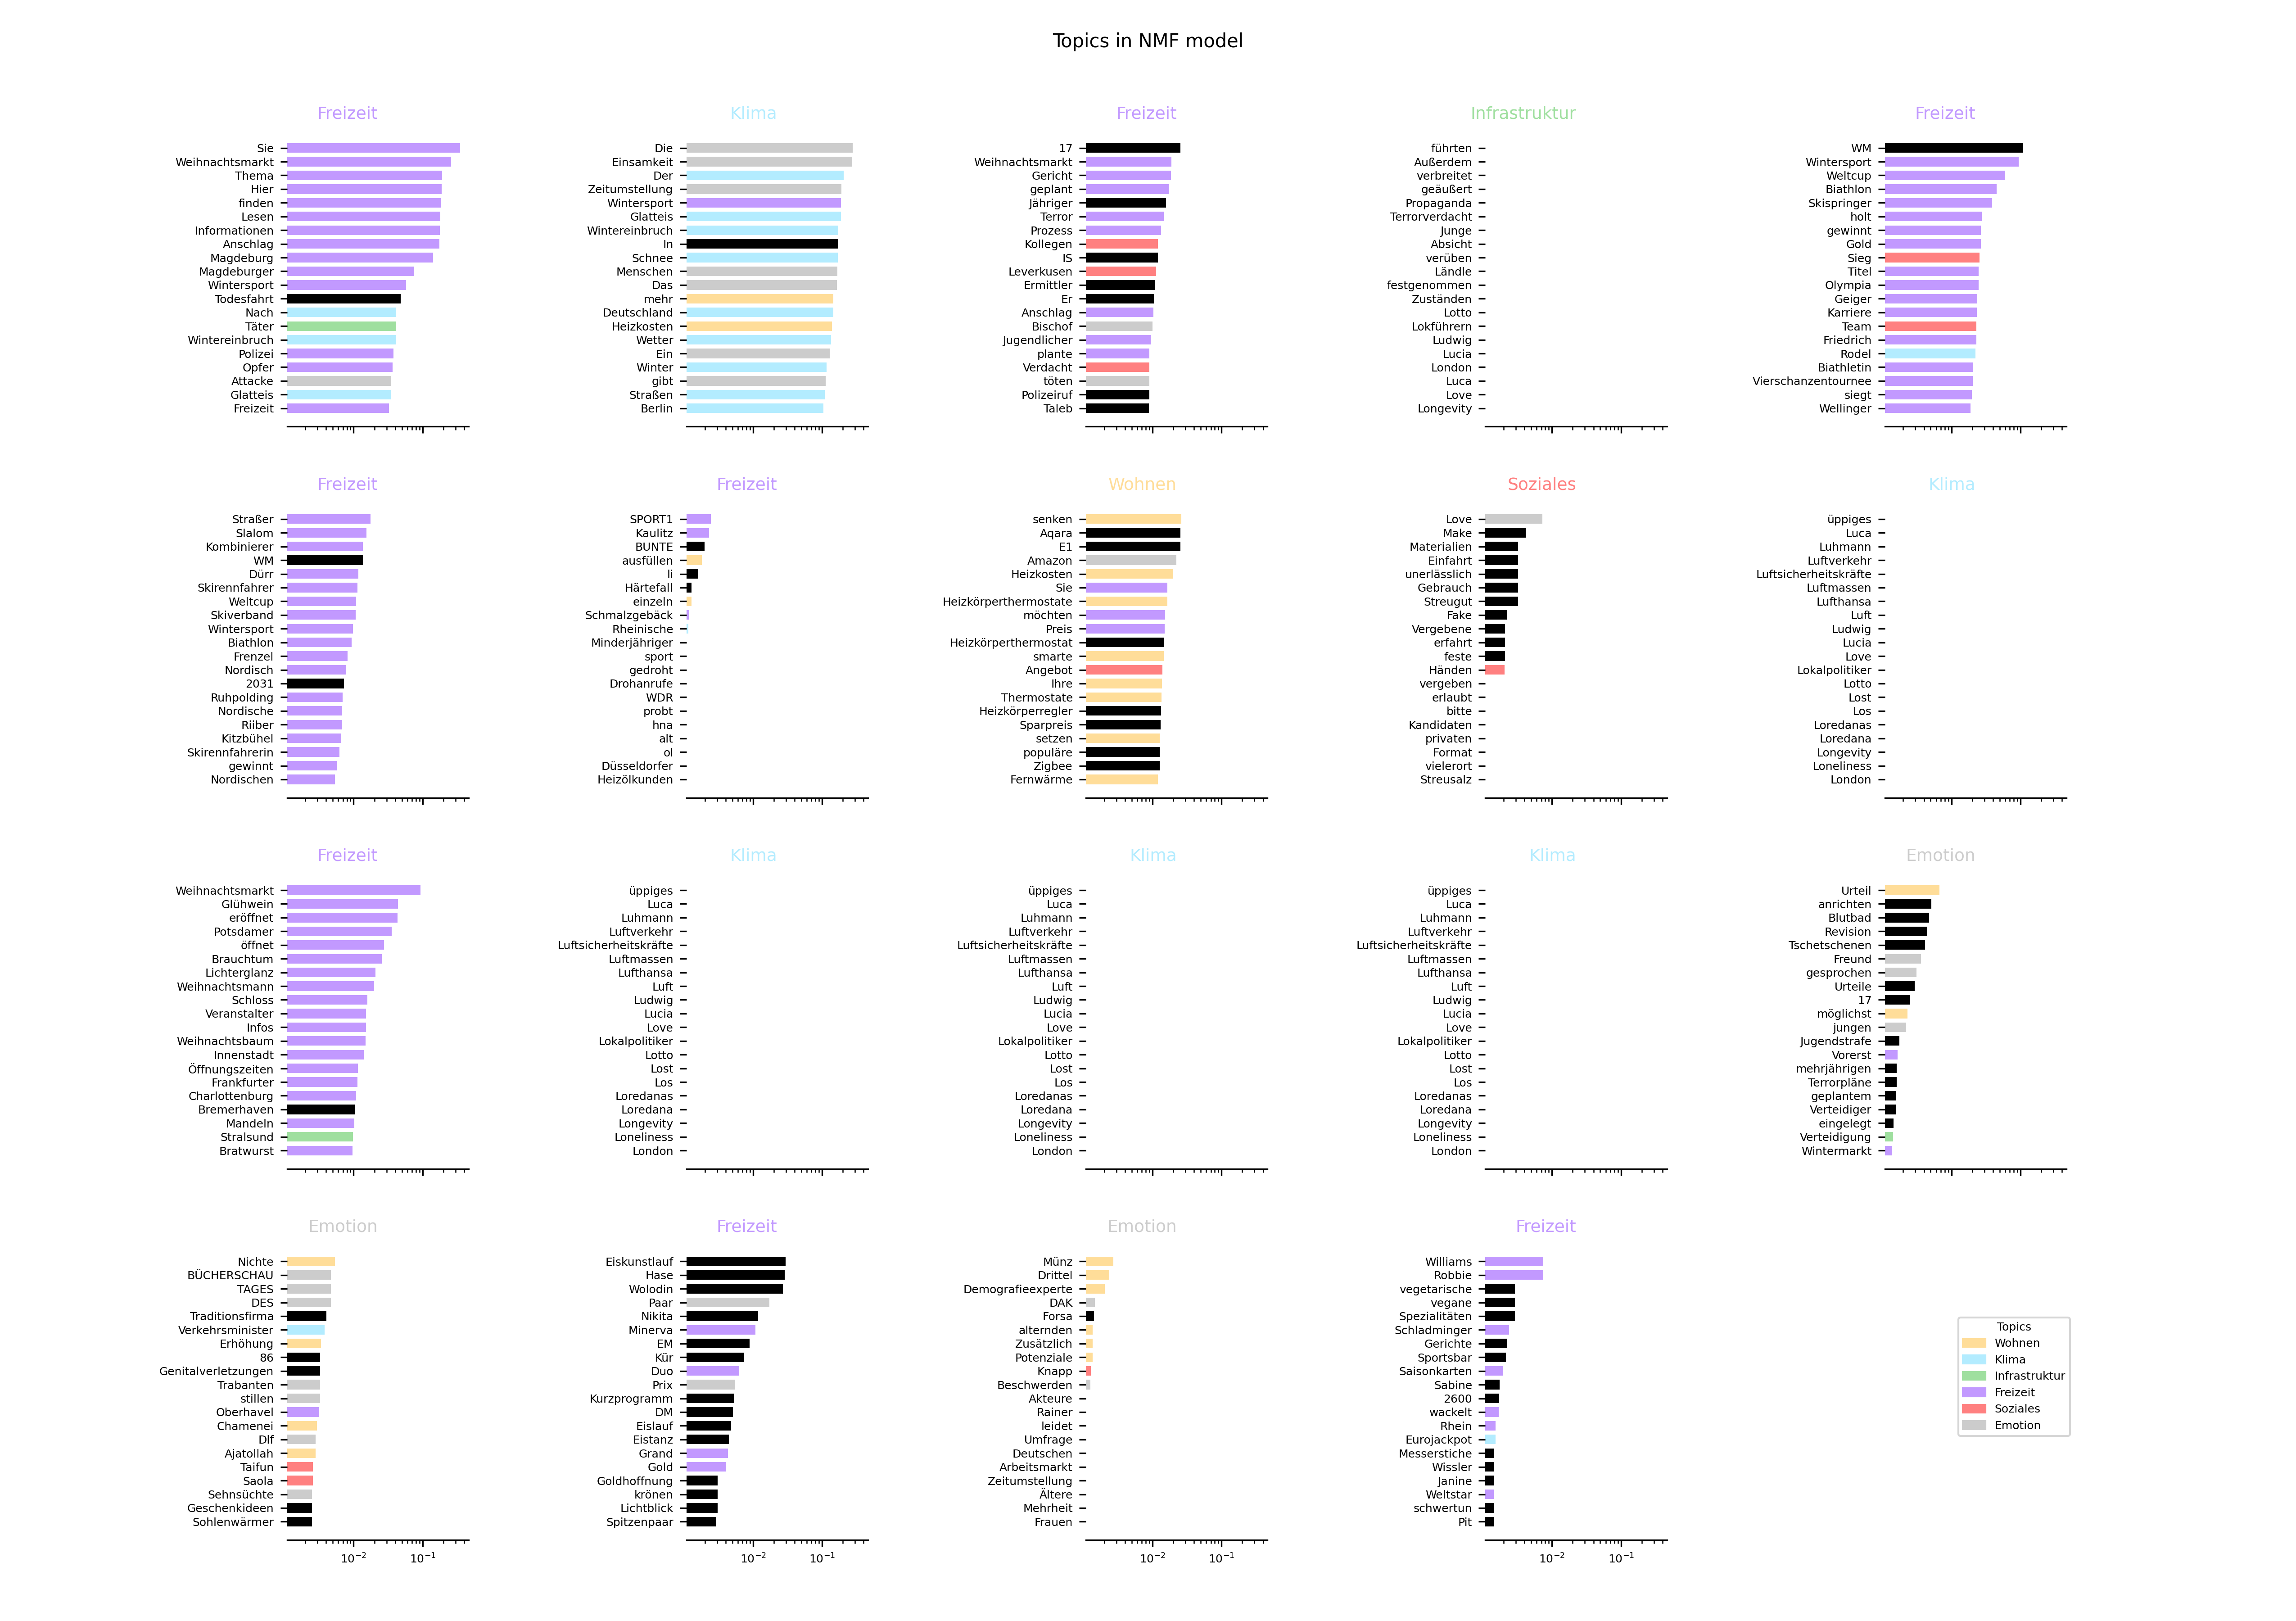 Topics in NMF model
Freizeit
Sie
Weihnachtsmarkt
Thema
Hier
finden
Lesen
Informationen
Anschlag
Magdeburg
Magdeburger
Wintersport
Todesfahrt
Nach
Täter
Wintereinbruch
Polizei
Opfer
Attacke
Glatteis
Freizeit
Klima
Die
Einsamkeit
Der
Zeitumstellung
Wintersport
Glatteis
Wintereinbruch
In
Schnee
Menschen
Das
mehr
Deutschland
Heizkosten
Wetter
Ein
Winter
gibt
Straßen
Berlin
Freizeit
17
Weihnachtsmarkt
Gericht
geplant
Jähriger
Terror
Prozess
Kollegen
IS
Leverkusen
Ermittler
Er
Anschlag
Bischof
Jugendlicher
plante
Verdacht
töten
Polizeiruf
Taleb
Infrastruktur
führten
Außerdem
verbreitet
geäußert
Propaganda
Terrorverdacht
Junge
Absicht
verüben
Ländle
festgenommen
Zuständen
Lotto
Lokführern
Ludwig
Lucia
London
Luca
Love
Longevity
Freizeit
WM
Wintersport
Weltcup
Biathlon
Skispringer
holt
gewinnt
Gold
Sieg
Titel
Olympia
Geiger
Karriere
Team
Friedrich
Rodel
Biathletin
Vierschanzentournee
siegt
Wellinger
Freizeit
Straßer
Slalom
Kombinierer
WM
Dürr
Skirennfahrer
Weltcup
Skiverband
Wintersport
Biathlon
Frenzel
Nordisch
2031
Ruhpolding
Nordische
Riiber
Kitzbühel
Skirennfahrerin
gewinnt
Nordischen
Freizeit
SPORT1
Kaulitz
BUNTE
ausfüllen
li
Härtefall
einzeln
Schmalzgebäck
Rheinische
Minderjähriger
sport
gedroht
Drohanrufe
WDR
probt
hna
alt
ol
Düsseldorfer
Heizölkunden
Wohnen
senken
Aqara
E1
Amazon
Heizkosten
Sie
Heizkörperthermostate
möchten
Preis
Heizkörperthermostat
smarte
Angebot
Ihre
Thermostate
Heizkörperregler
Sparpreis
setzen
populäre
Zigbee
Fernwärme
Soziales
Love
Make
Materialien
Einfahrt
unerlässlich
Gebrauch
Streugut
Fake
Vergebene
erfahrt
feste
Händen
vergeben
erlaubt
bitte
Kandidaten
privaten
Format
vielerort
Streusalz
Klima
üppiges
Luca
Luhmann
Luftverkehr
Luftsicherheitskräfte
Luftmassen
Lufthansa
Luft
Ludwig
Lucia
Love
Lokalpolitiker
Lotto
Lost
Los
Loredanas
Loredana
Longevity
Loneliness
London
Freizeit
Weihnachtsmarkt
Glühwein
eröffnet
Potsdamer
öffnet
Brauchtum
Lichterglanz
Weihnachtsmann
Schloss
Veranstalter
Infos
Weihnachtsbaum
Innenstadt
Öffnungszeiten
Frankfurter
Charlottenburg
Bremerhaven
Mandeln
Stralsund
Bratwurst
Klima
üppiges
Luca
Luhmann
Luftverkehr
Luftsicherheitskräfte
Luftmassen
Lufthansa
Luft
Ludwig
Lucia
Love
Lokalpolitiker
Lotto
Lost
Los
Loredanas
Loredana
Longevity
Loneliness
London
Klima
üppiges
Luca
Luhmann
Luftverkehr
Luftsicherheitskräfte
Luftmassen
Lufthansa
Luft
Ludwig
Lucia
Love
Lokalpolitiker
Lotto
Lost
Los
Loredanas
Loredana
Longevity
Loneliness
London
Klima
üppiges
Luca
Luhmann
Luftverkehr
Luftsicherheitskräfte
Luftmassen
Lufthansa
Luft
Ludwig
Lucia
Love
Lokalpolitiker
Lotto
Lost
Los
Loredanas
Loredana
Longevity
Loneliness
London
Emotion
Urteil
anrichten
Blutbad
Revision
Tschetschenen
Freund
gesprochen
Urteile
17
möglichst
jungen
Jugendstrafe
Vorerst
mehrjährigen
Terrorpläne
geplantem
Verteidiger
eingelegt
Verteidigung
Wintermarkt
Emotion
Nichte
BÜCHERSCHAU
TAGES
DES
Traditionsfirma
Verkehrsminister
Erhöhung
86
Genitalverletzungen
Trabanten
stillen
Oberhavel
Chamenei
Dlf
Ajatollah
Taifun
Saola
Sehnsüchte
Geschenkideen
Sohlenwärmer
10⁻² 10⁻¹
Freizeit
Eiskunstlauf
Hase
Wolodin
Paar
Nikita
Minerva
EM
Kür
Duo
Prix
Kurzprogramm
DM
Eislauf
Eistanz
Grand
Gold
Goldhoffnung
krönen
Lichtblick
Spitzenpaar
10⁻² 10⁻¹
Emotion
Münz
Drittel
Demografieexperte
DAK
Forsa
alternden
Zusätzlich
Potenziale
Knapp
Beschwerden
Akteure
Rainer
leidet
Umfrage
Deutschen
Arbeitsmarkt
Zeitumstellung
Ältere
Mehrheit
Frauen
10⁻² 10⁻¹
Freizeit
Williams
Robbie
vegetarische
vegane
Spezialitäten
Schladminger
Gerichte
Sportsbar
Saisonkarten
Sabine
2600
wackelt
Rhein
Eurojackpot
Messerstiche
Wissler
Janine
Weltstar
schwertun
Pit
10⁻² 10⁻¹
Topics
Wohnen
Klima
Infrastruktur
Freizeit
Soziales
Emotion